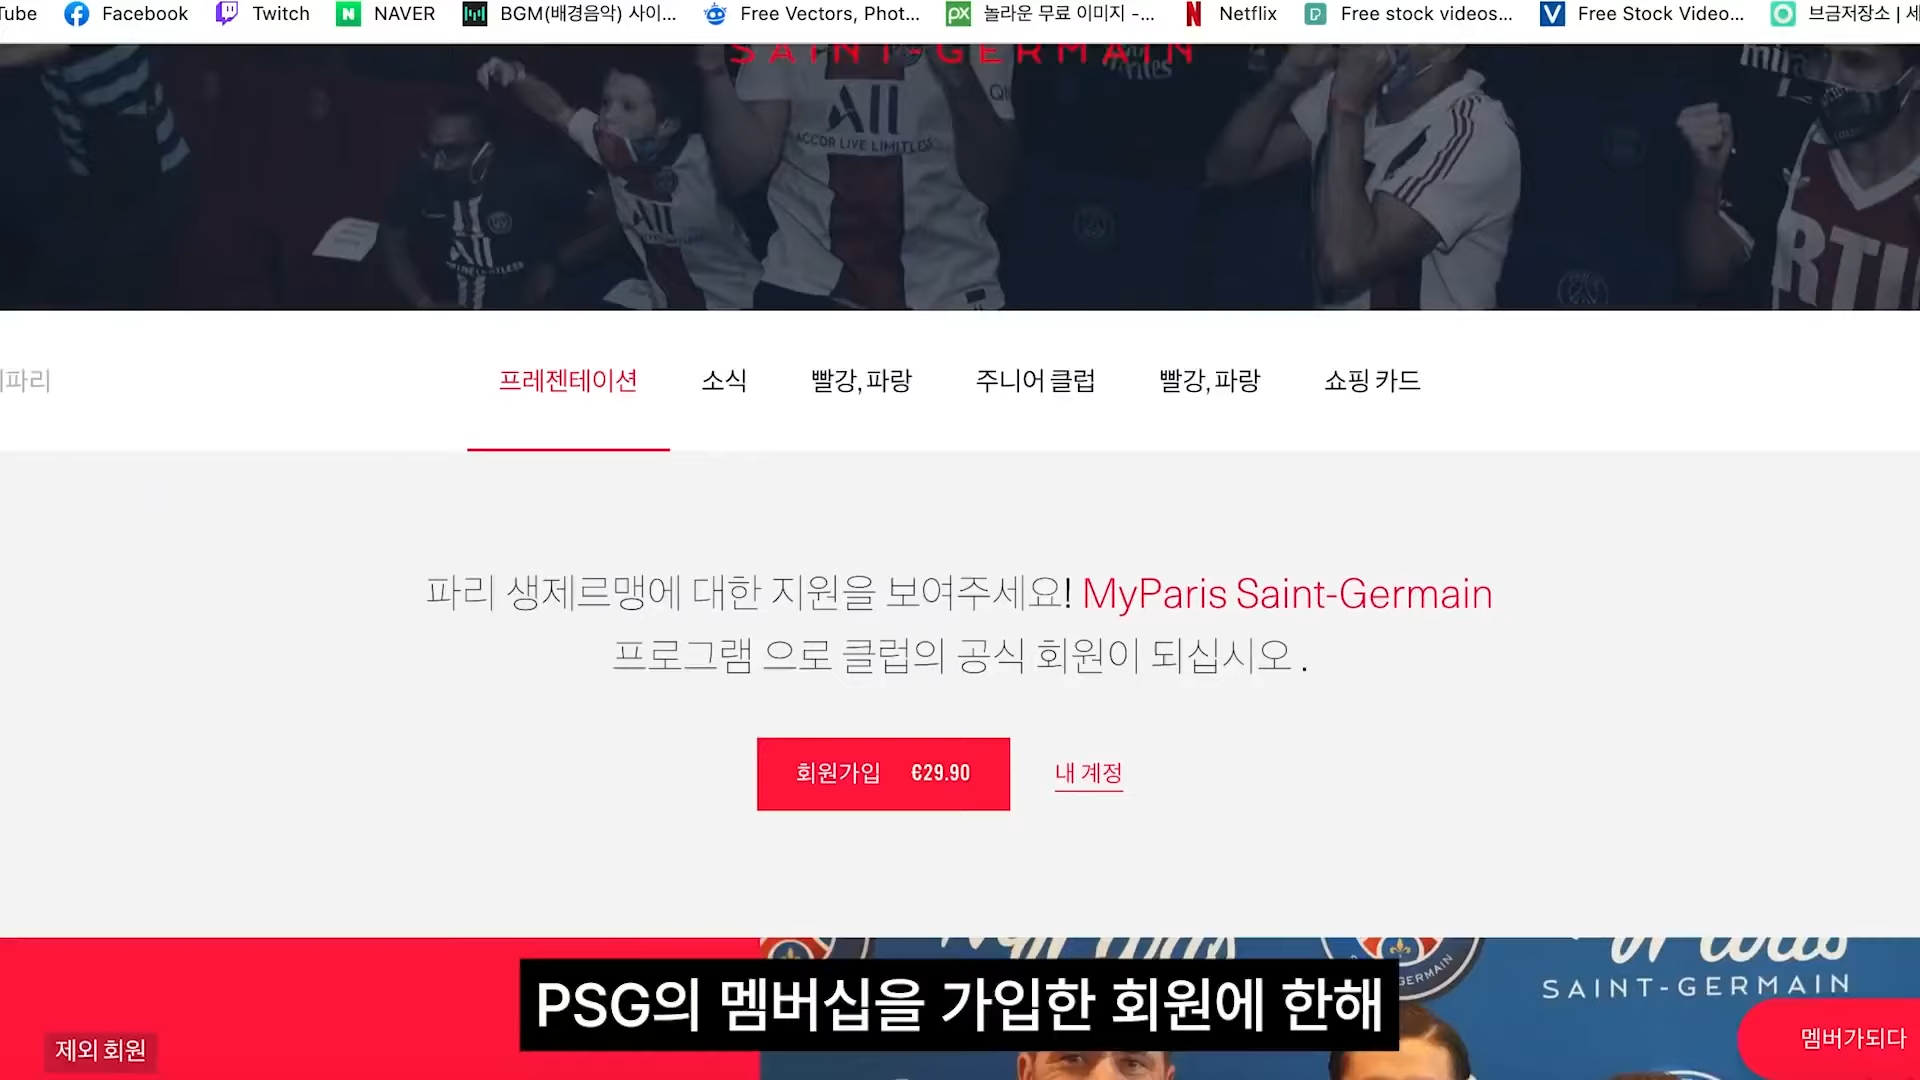 Tube Facebook Twitch NAVER BGM(배경음악) 사이... Free Vectors, Phot... 놀라운 무료 이미지 -... Netflix Free stock videos... Free Stock Video... 브금저장소 | 세
SAINT-GERMAIN
ALL
ACCOR LIVE LIMITLESS
ALL
ALL
RTL
파리 프레젠테이션 소식 빨강, 파랑 주니어 클럽 빨강, 파랑 쇼핑 카드
파리 생제르맹에 대한 지원을 보여주세요! MyParis Saint-Germain
프로그램 으로 클럽의 공식 회원이 되십시오 .
회원가입 €29.90 내 계정
SAINT-GERMAIN
PSG의 멤버십을 가입한 회원에 한해
제외 회원
멤버가되다